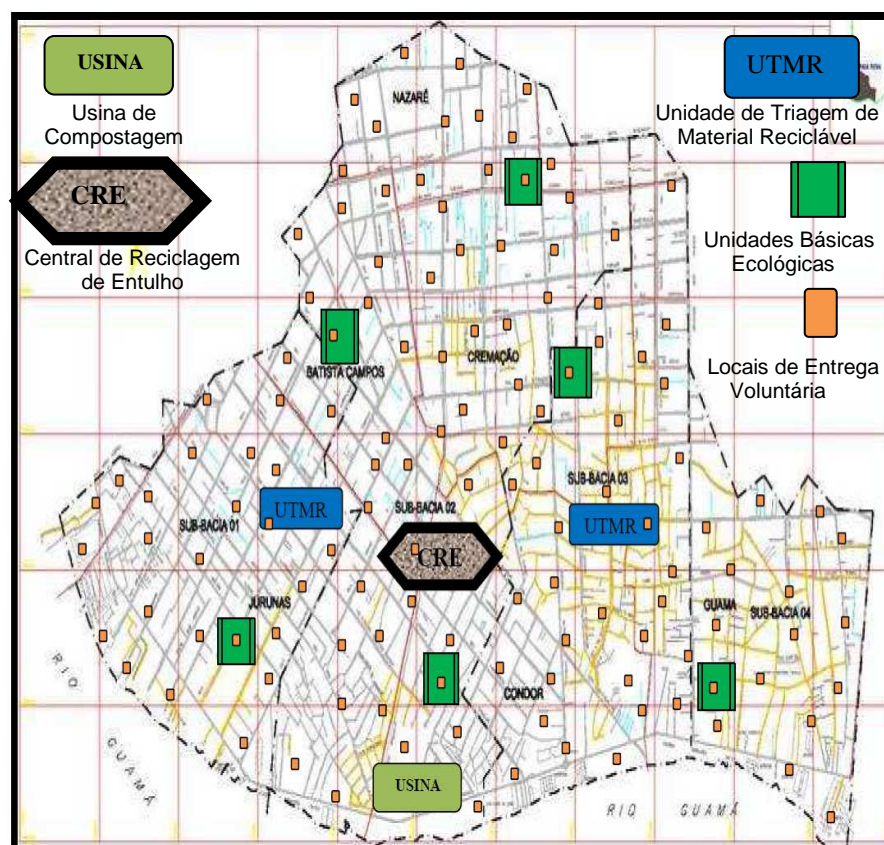 USINA
Usina de
Compostagem
CRE
Central de Reciclagem
de Entulho
UTMR
Unidade de Triagem de
Material Reciclável
Unidades Básicas
Ecológicas
Locais de Entrega
Voluntária
NAZARÉ
BATISTA CAMPOS
CREMAÇÃO
SUB-BACIA 03
SUB-BACIA 01
UTMR
SUB-BACIA 02
UTMR
CRE
JURUNAS
GUAMA
SUB-BACIA 04
CONDOR
RIO
GUAMÁ
USINA
RIO GUAMÁ